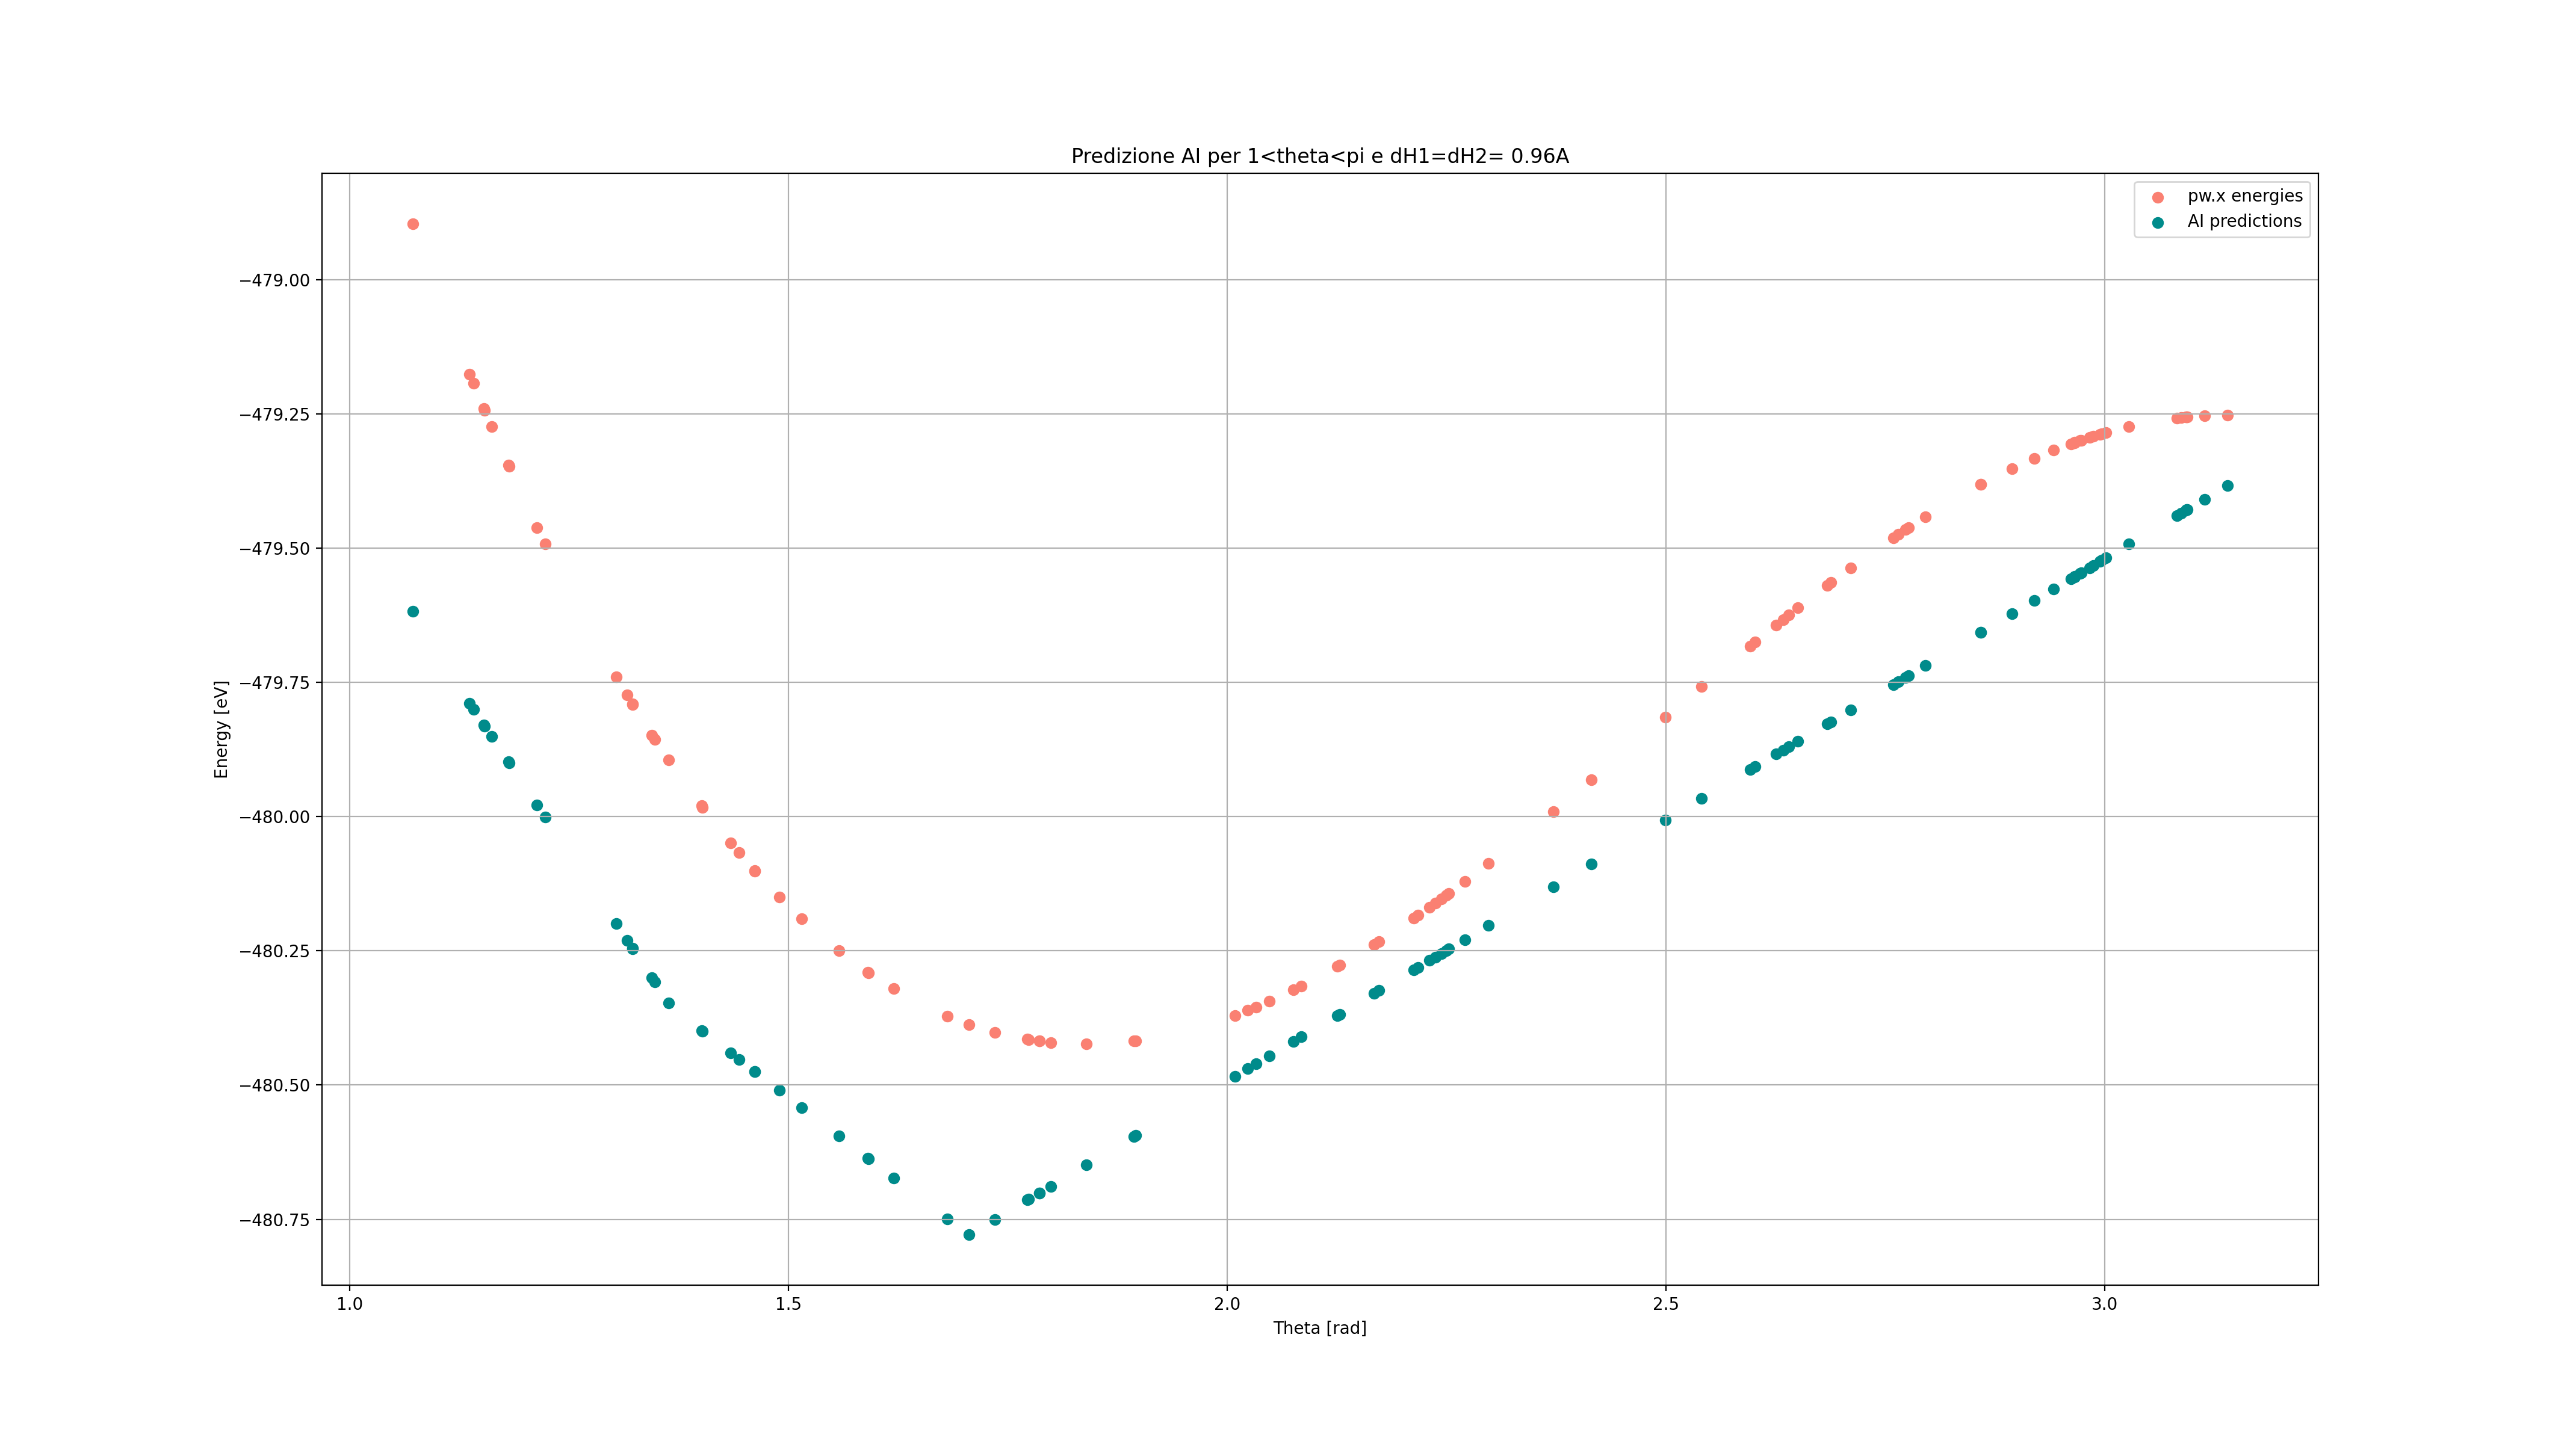 Predizione AI per 1<theta<pi e dH1=dH2= 0.96A
pw.x energies
AI predictions
−479.00
−479.25
−479.50
−479.75
−480.00
−480.25
−480.50
−480.75
Energy [eV]
1.0 1.5 2.0 2.5 3.0
Theta [rad]